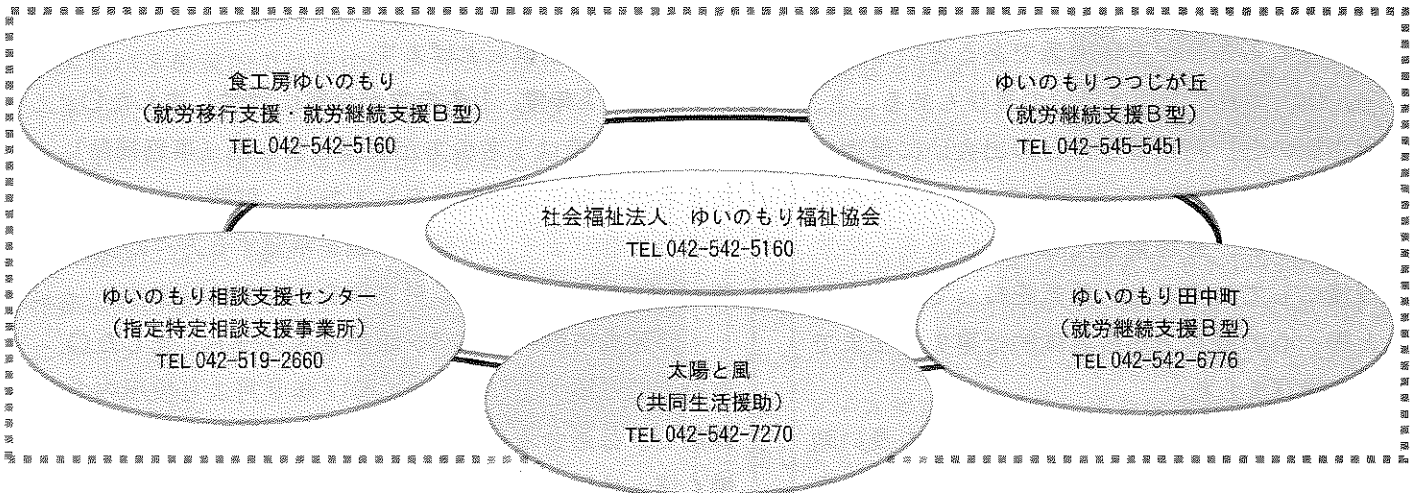 食工房ゆいのもり
(就労移行支援・就労継続支援B型)
TEL 042-542-5160
ゆいのもりつつじが丘
(就労継続支援B型)
TEL 042-545-5451
社会福祉法人　ゆいのもり福祉協会
TEL 042-542-5160
ゆいのもり相談支援センター
(指定特定相談支援事業所)
TEL 042-519-2660
ゆいのもり田中町
(就労継続支援B型)
TEL 042-542-6776
太陽と風
(共同生活援助)
TEL 042-542-7270